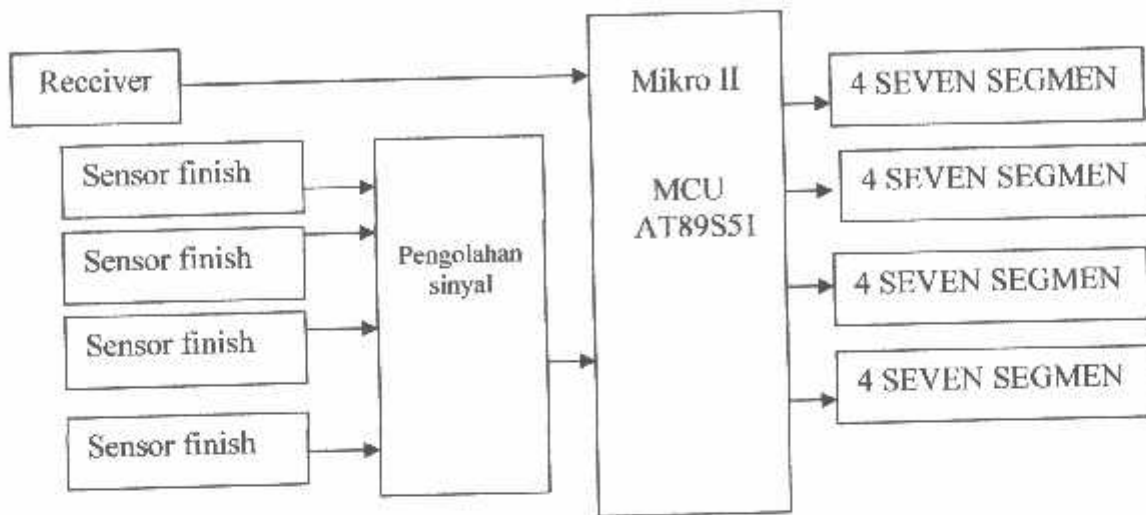 Receiver
Sensor finish
Sensor finish
Sensor finish
Sensor finish
Pengolahan
sinyal
Mikro II
MCU
AT89S51
4 SEVEN SEGMEN
4 SEVEN SEGMEN
4 SEVEN SEGMEN
4 SEVEN SEGMEN